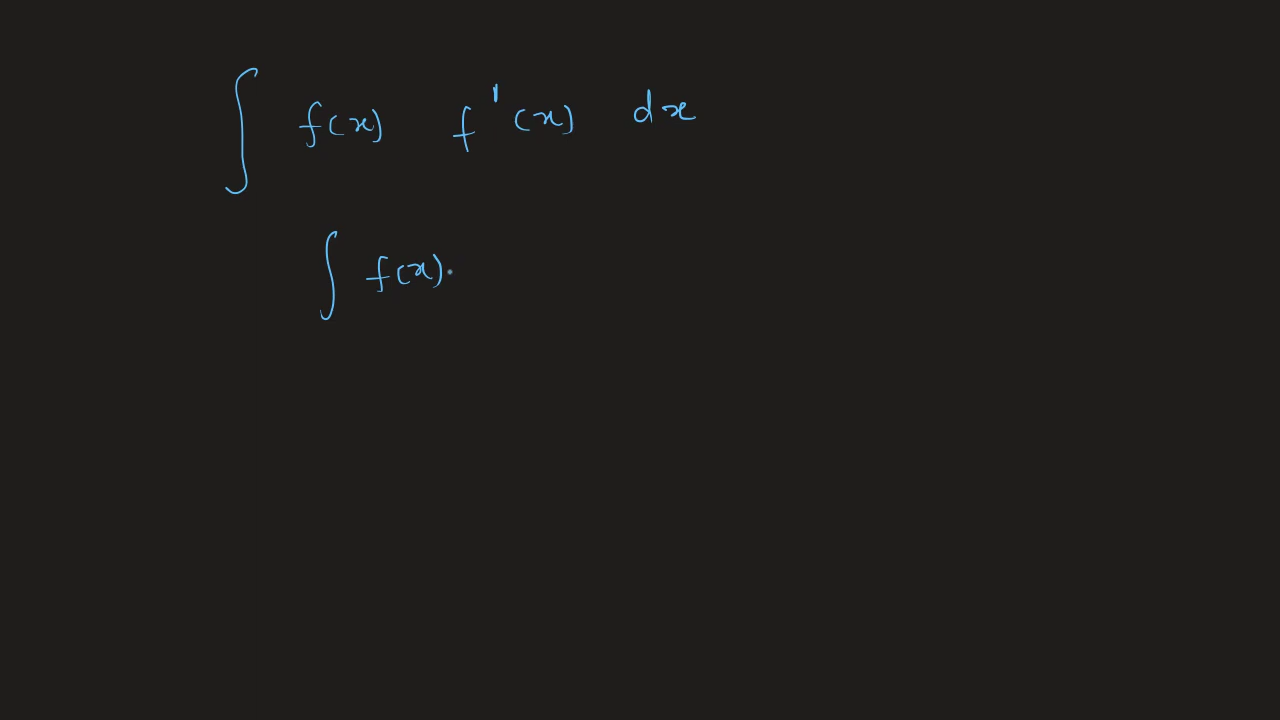 ∫ f(x) f'(x) dx
∫ f(x).